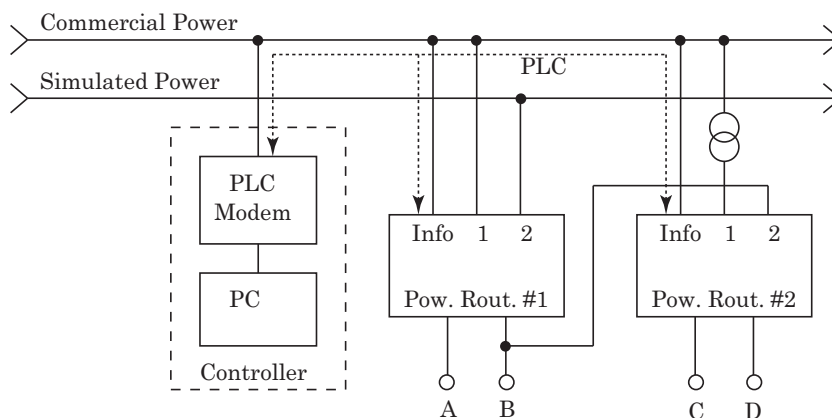 Commercial Power
PLC
Simulated Power
PLC
Modem
PC
Controller
Info 1 2
Pow. Rout. #1
Info 1 2
Pow. Rout. #2
A B C D